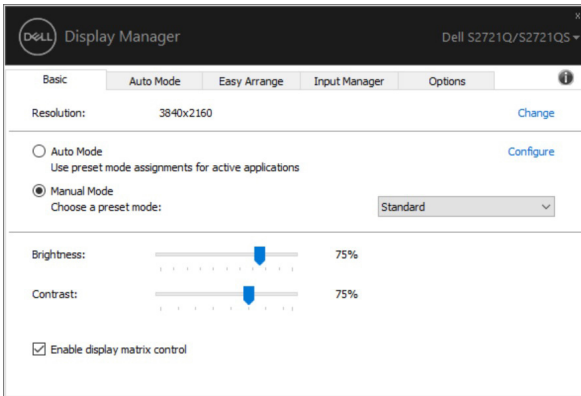 x
DELL Display Manager
Dell S2721Q/S2721QS
Basic Auto Mode Easy Arrange Input Manager Options i
Resolution: 3840x2160 Change
Auto Mode Configure
Use preset mode assignments for active applications
Manual Mode
Choose a preset mode: Standard
Brightness: 75%
Contrast: 75%
Enable display matrix control